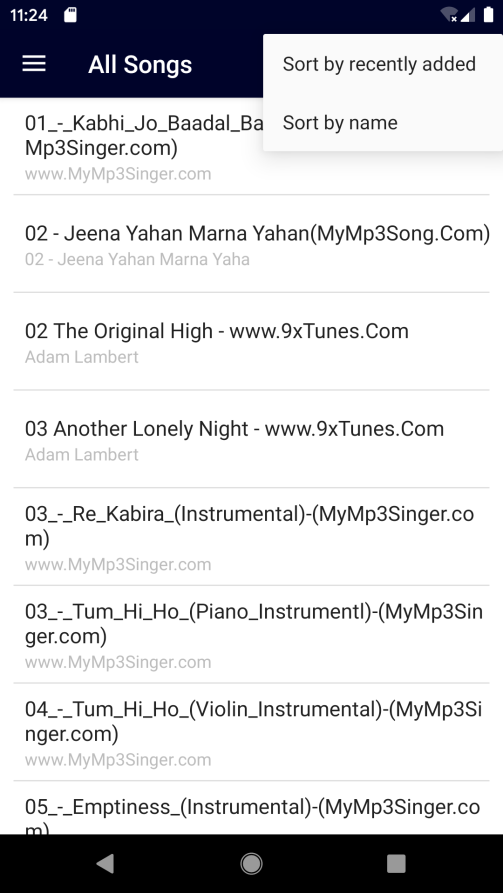 11:24
All Songs
Sort by recently added
Sort by name
01_-_Kabhi_Jo_Baadal_Ba
Mp3Singer.com)
www.MyMp3Singer.com
02 - Jeena Yahan Marna Yahan(MyMp3Song.Com)
02 - Jeena Yahan Marna Yaha
02 The Original High - www.9xTunes.Com
Adam Lambert
03 Another Lonely Night - www.9xTunes.Com
Adam Lambert
03_-_Re_Kabira_(Instrumental)-(MyMp3Singer.co
m)
www.MyMp3Singer.com
03_-_Tum_Hi_Ho_(Piano_Instrumentl)-(MyMp3Sin
ger.com)
www.MyMp3Singer.com
04_-_Tum_Hi_Ho_(Violin_Instrumental)-(MyMp3Si
nger.com)
www.MyMp3Singer.com
05_-_Emptiness_(Instrumental)-(MyMp3Singer.co
m)